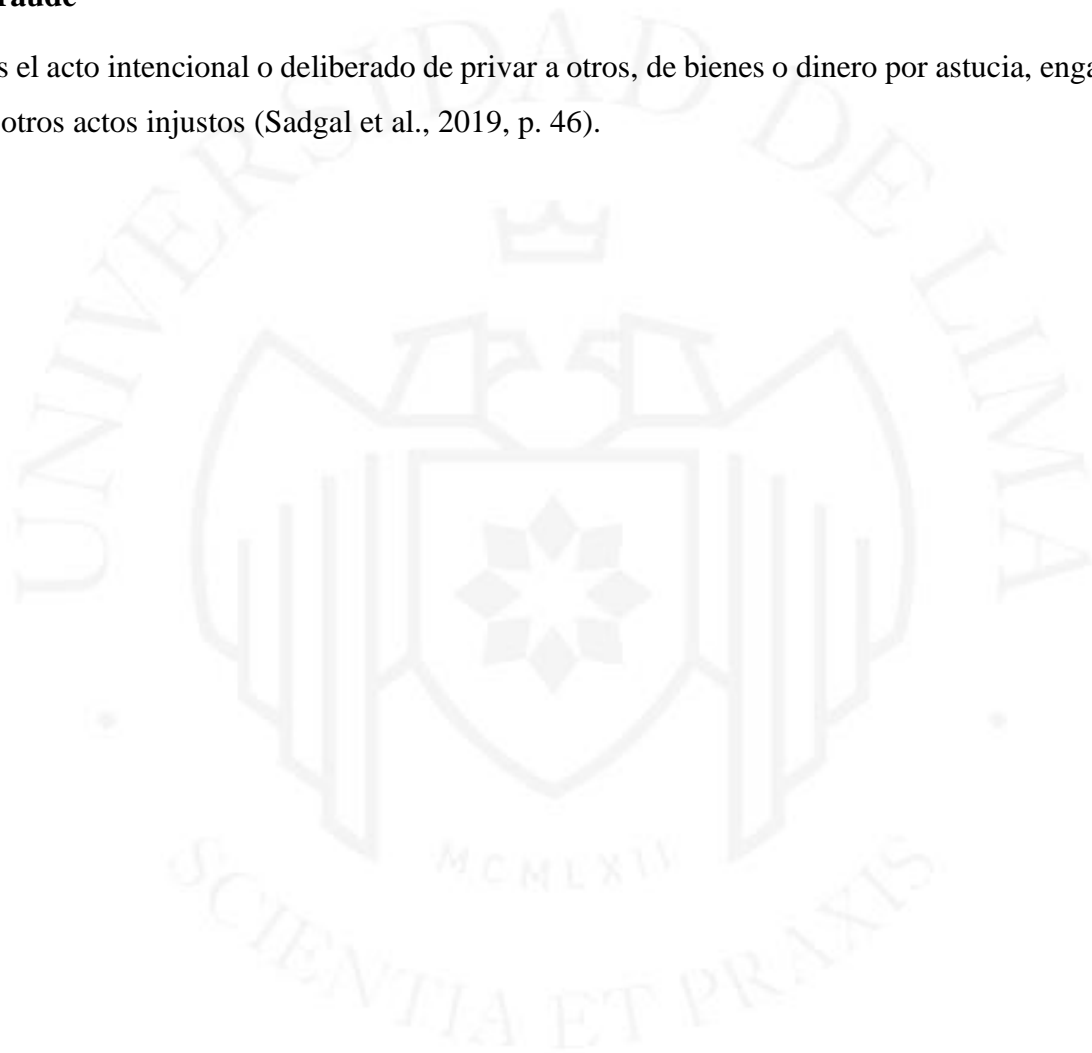 raude
s el acto intencional o deliberado de privar a otros, de bienes o dinero por astucia, enga
otros actos injustos (Sadgal et al., 2019, p. 46).
UNIVERSIDAD DE LIMA
MCMLXII
SCIENTIA ET PRAXIS